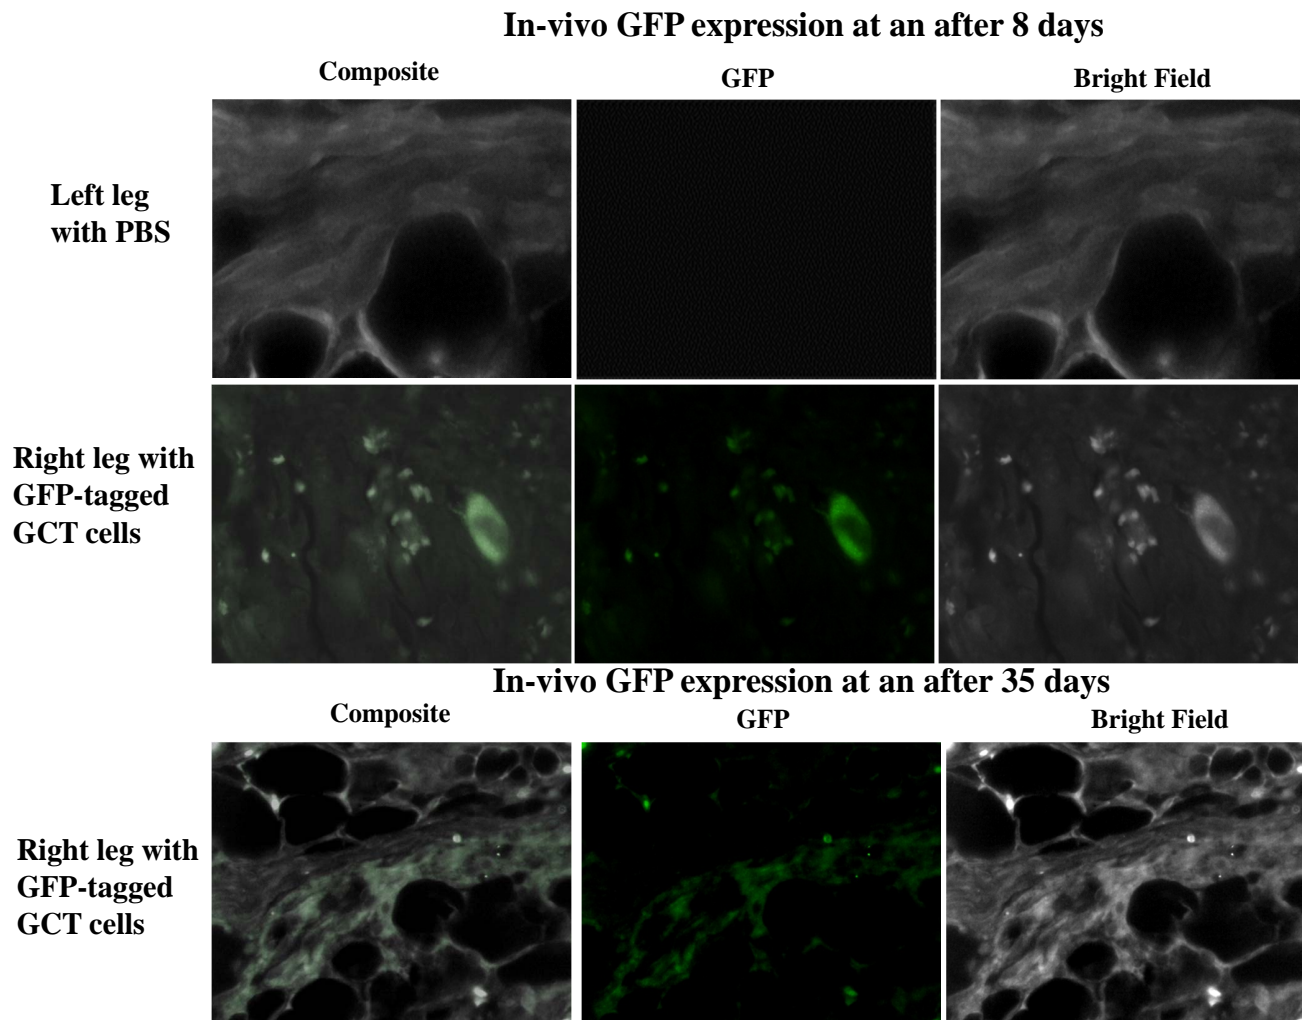 In-vivo GFP expression at an after 8 days
Composite
GFP
Bright Field
Left leg
with PBS
Right leg with
GFP-tagged
GCT cells
In-vivo GFP expression at an after 35 days
Composite
GFP
Bright Field
Right leg with
GFP-tagged
GCT cells